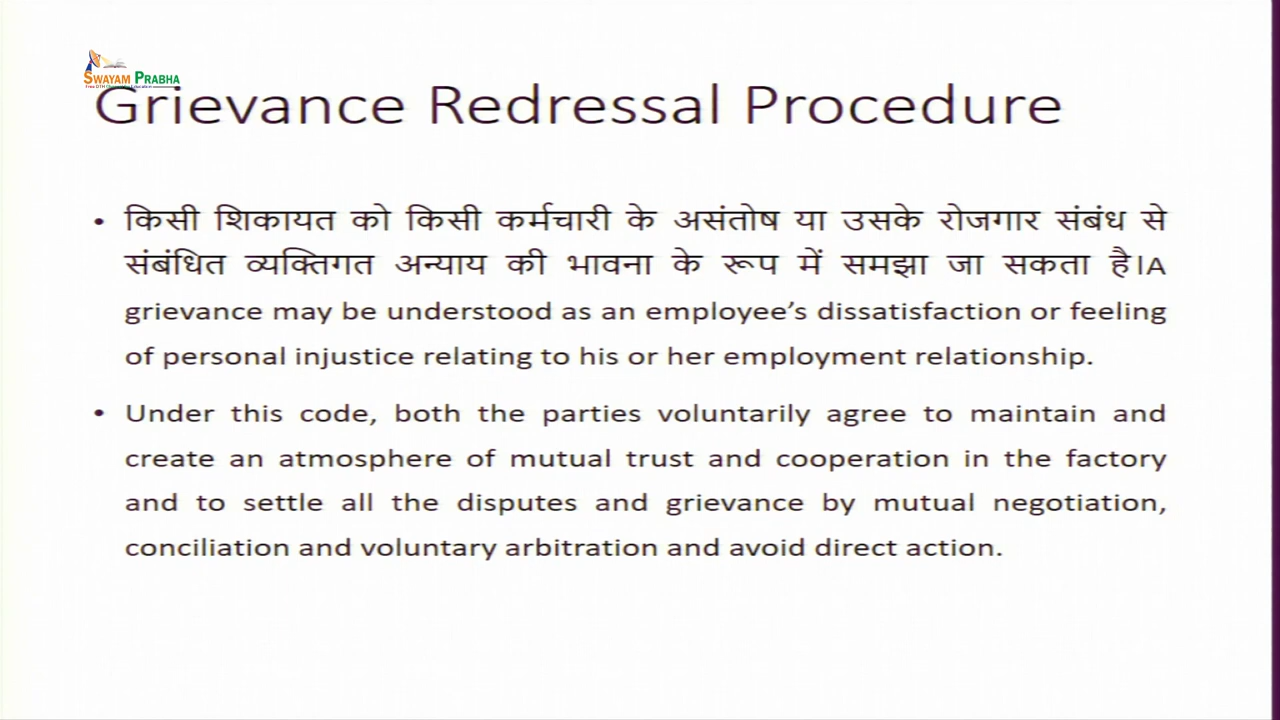 SWAYAM PRABHA
Grievance Redressal Procedure
• किसी शिकायत को किसी कर्मचारी के असंतोष या उसके रोजगार संबंध से
संबंधित व्यक्तिगत अन्याय की भावना के रूप में समझा जा सकता है।A
grievance may be understood as an employee’s dissatisfaction or feeling
of personal injustice relating to his or her employment relationship.
• Under this code, both the parties voluntarily agree to maintain and
create an atmosphere of mutual trust and cooperation in the factory
and to settle all the disputes and grievance by mutual negotiation,
conciliation and voluntary arbitration and avoid direct action.